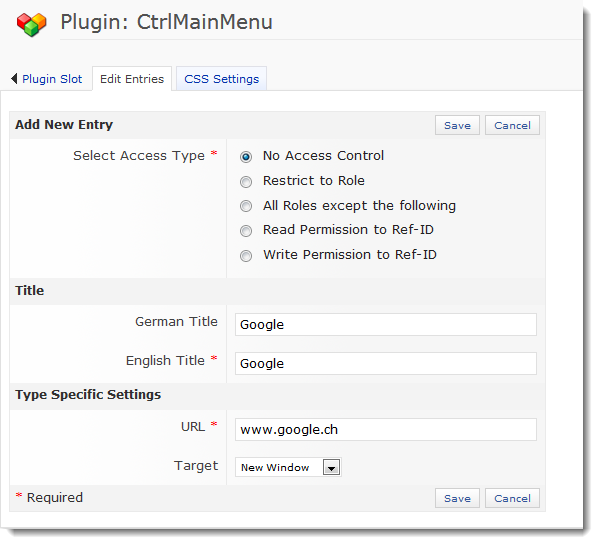 Plugin: CtrlMainMenu
Plugin Slot Edit Entries CSS Settings
Add New Entry Save Cancel
Select Access Type * No Access Control
Restrict to Role
All Roles except the following
Read Permission to Ref-ID
Write Permission to Ref-ID
Title
German Title Google
English Title * Google
Type Specific Settings
URL * www.google.ch
Target New Window
* Required Save Cancel